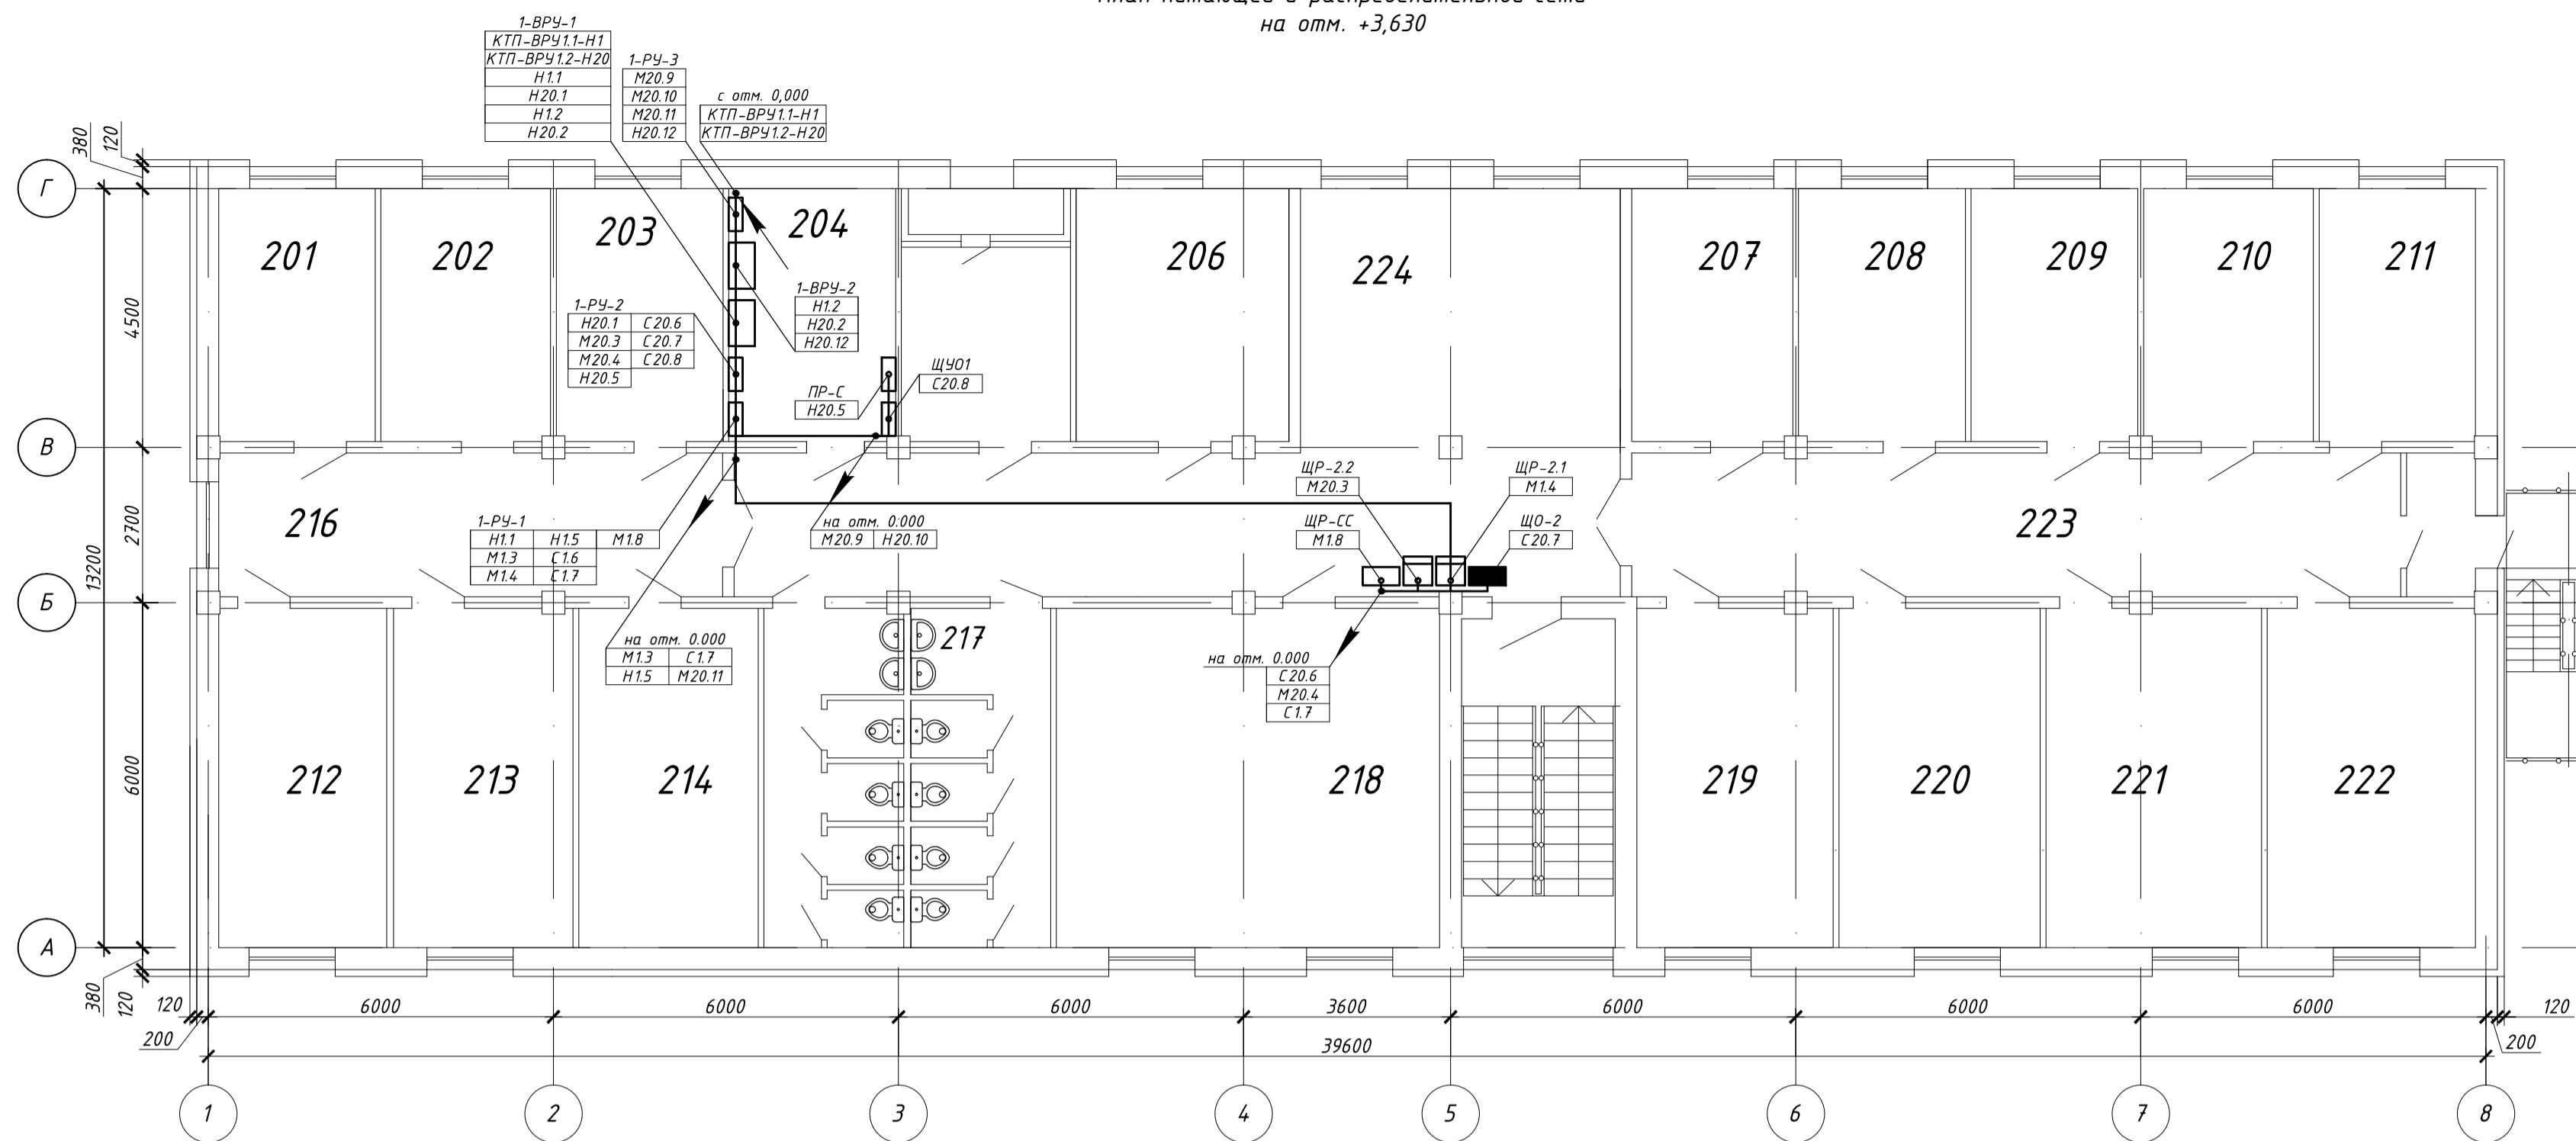 на отм. +3,630
1-ВРУ-1
КТП-ВРУ1.1-Н1
КТП-ВРУ1.2-Н20
Н1.1
Н20.1
Н1.2
Н20.2
1-РУ-3
М20.9
М20.10
М20.11
Н20.12
с отм. 0,000
КТП-ВРУ1.1-Н1
КТП-ВРУ1.2-Н20
380
120
Г
201
202
203
204
206
224
207
208
209
210
211
4500
1-РУ-2
Н20.1 С20.6
М20.3 С20.7
М20.4 С20.8
Н20.5
1-ВРУ-2
Н1.2
Н20.2
Н20.12
ЩУО1
С20.8
ПР-С
Н20.5
В
2700
13200
216
1-РУ-1
Н1.1 Н1.5 М1.8
М1.3 С1.6
М1.4 С1.7
на отм. 0.000
М20.9 Н20.10
ЩР-2.2
М20.3
ЩР-2.1
М1.4
ЩР-СС
М1.8
ЩО-2
С20.7
223
Б
на отм. 0.000
М1.3 С1.7
Н1.5 М20.11
217
на отм. 0.000
С20.6
М20.4
С1.7
6000
212
213
214
218
219
220
221
222
А
380
120
120
200
6000
6000
6000
3600
6000
6000
6000
120
200
39600
1
2
3
4
5
6
7
8